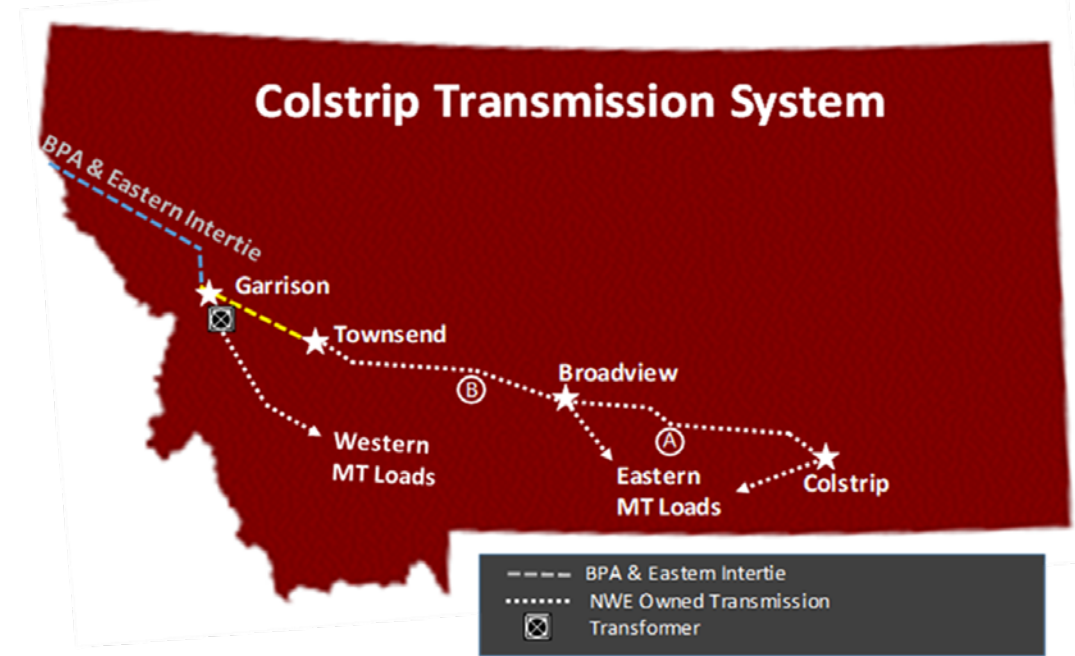 Colstrip Transmission System
BPA & Eastern Intertie
Garrison
Townsend
Broadview
B
A
Western
MT Loads
Eastern
MT Loads
Colstrip
BPA & Eastern Intertie
NWE Owned Transmission
Transformer